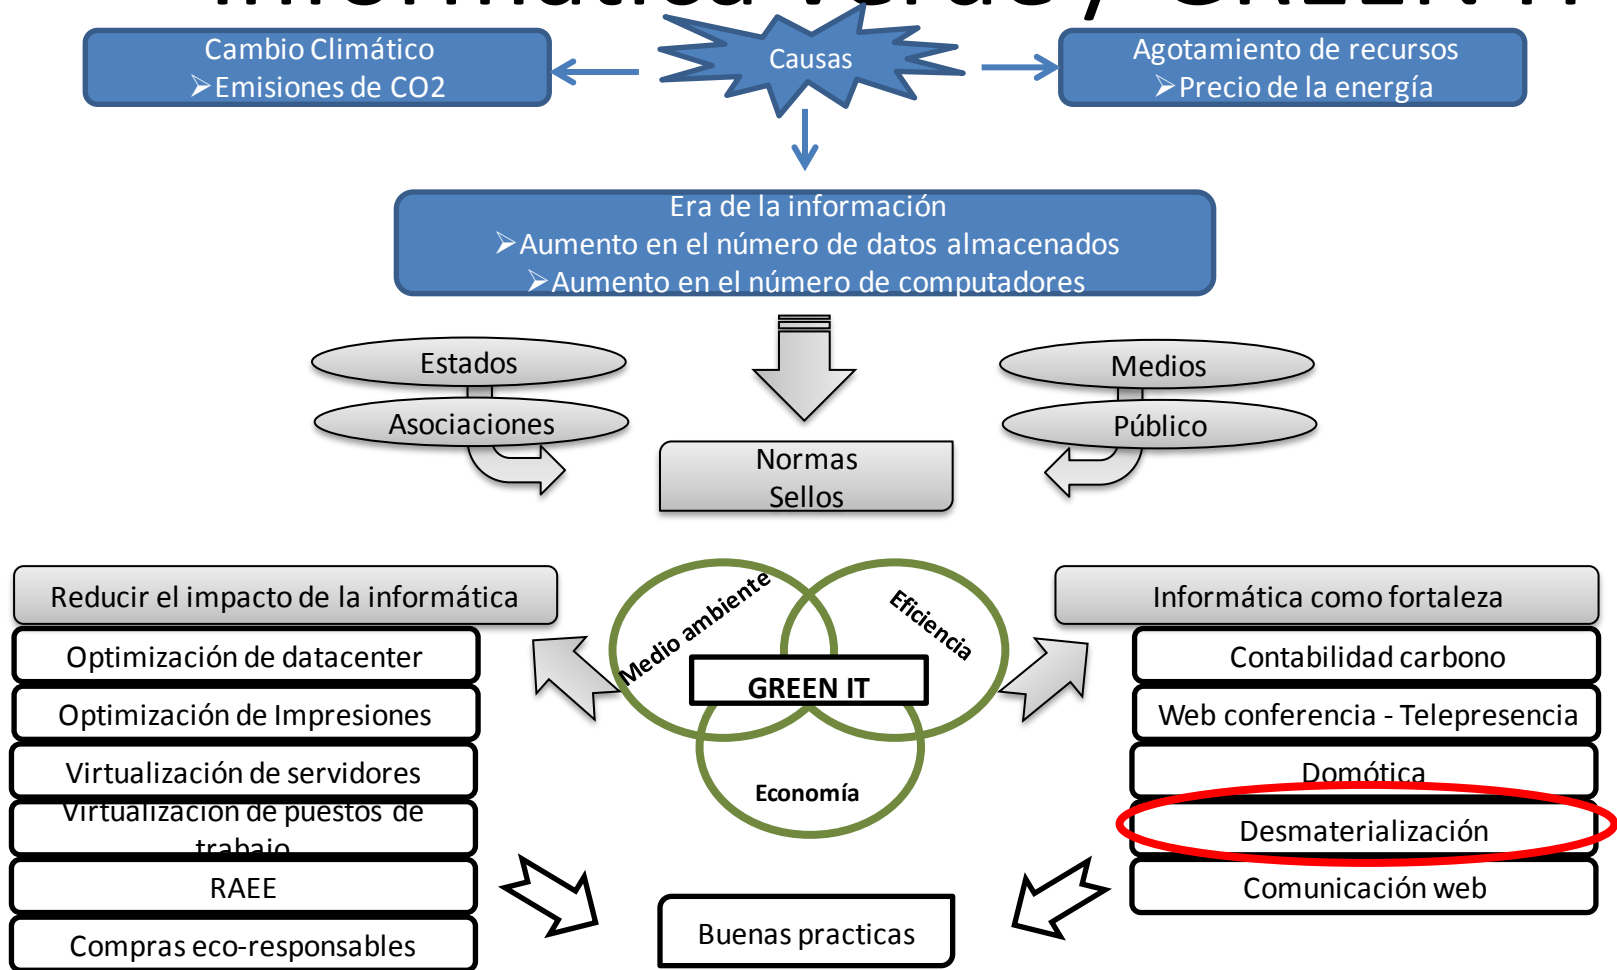 Informática verde / GREEN IT
Causas
Cambio Climático
➢Emisiones de CO2
Agotamiento de recursos
➢Precio de la energía
Era de la información
➢Aumento en el número de datos almacenados
➢Aumento en el número de computadores
Estados
Asociaciones
Medios
Público
Normas
Sellos
Reducir el impacto de la informática
Optimización de datacenter
Optimización de Impresiones
Virtualización de servidores
Virtualización de puestos de
trabajo
RAEE
Compras eco-responsables
Medio ambiente
Eficiencia
GREEN IT
Economía
Informática como fortaleza
Contabilidad carbono
Web conferencia - Telepresencia
Domótica
Desmaterialización
Comunicación web
Buenas practicas